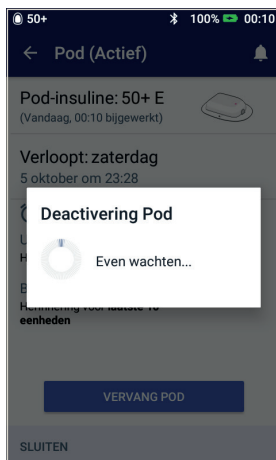 50+ 100% 00:10
Pod (Actief)
Pod-insuline: 50+ E
(Vandaag, 00:10 bijgewerkt)
Verloopt: zaterdag
5 oktober om 23:28
Deactivering Pod
Even wachten...
Herinnering voor laatste 10
eenheden
VERVANG POD
SLUITEN